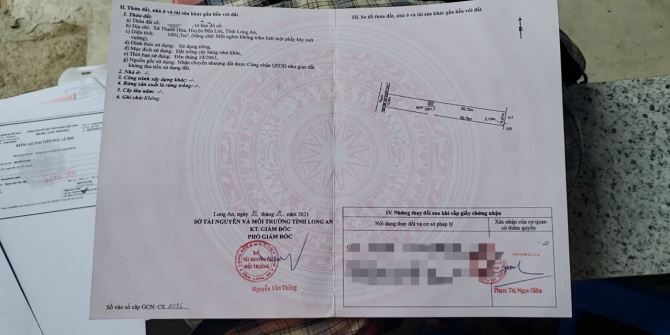 II. Thửa đất, nhà ở và tài sản khác gắn liền với đất
1. Thửa đất:
a) Thửa đất số: , tờ bản đồ số:
b) Địa chỉ: Xã Thạnh Hòa, Huyện Bến Lức, Tỉnh Long An.
c) Diện tích: 1001,7m², (bằng chữ: Một nghìn không trăm linh một phẩy bảy mét
vuông),
d) Hình thức sử dụng: Sử dụng riêng,
đ) Mục đích sử dụng: Đất trồng cây hàng năm khác,
e) Thời hạn sử dụng: Đến tháng 10/2063,
g) Nguồn gốc sử dụng: Nhận chuyển nhượng đất được Công nhận QSDĐ như giao đất
không thu tiền sử dụng đất.
2. Nhà ở: -/-
3. Công trình xây dựng khác: -/-
4. Rừng sản xuất là rừng trồng: -/-
5. Cây lâu năm: -/-
6. Ghi chú: Không.
Long An, ngày tháng năm 2021
SỞ TÀI NGUYÊN VÀ MÔI TRƯỜNG TỈNH LONG AN
KT. GIÁM ĐỐC
PHÓ GIÁM ĐỐC
SỞ
TÀI NGUYÊN VÀ
MÔI TRƯỜNG
Nguyễn Văn Thông
Số vào sổ cấp GCN: CS
III. Sơ đồ thửa đất, nhà ở và tài sản khác gắn liền với đất
IV. Những thay đổi sau khi cấp giấy chứng nhận
Nội dung thay đổi và cơ sở pháp lý
Xác nhận của cơ quan
có thẩm quyền
Phạm Thị Ngọc Giàu
BIÊN LAI THU TIỀN PHÍ, LỆ PHÍ